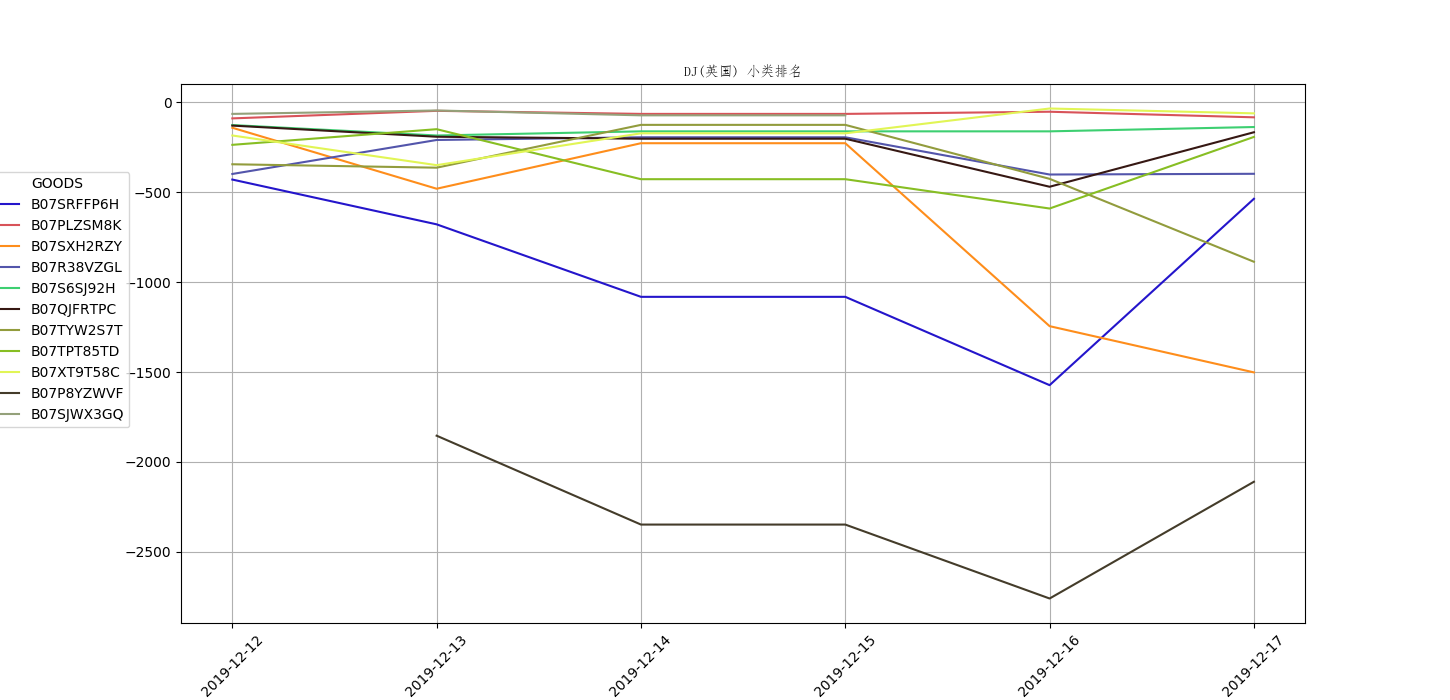 DJ(英国) 小类排名
0
−500
−1000
−1500
−2000
−2500
GOODS
B07SRFFP6H
B07PLZSM8K
B07SXH2RZY
B07R38VZGL
B07S6SJ92H
B07QJFRTPC
B07TYW2S7T
B07TPT85TD
B07XT9T58C
B07P8YZWVF
B07SJWX3GQ
2019-12-12
2019-12-13
2019-12-14
2019-12-15
2019-12-16
2019-12-17